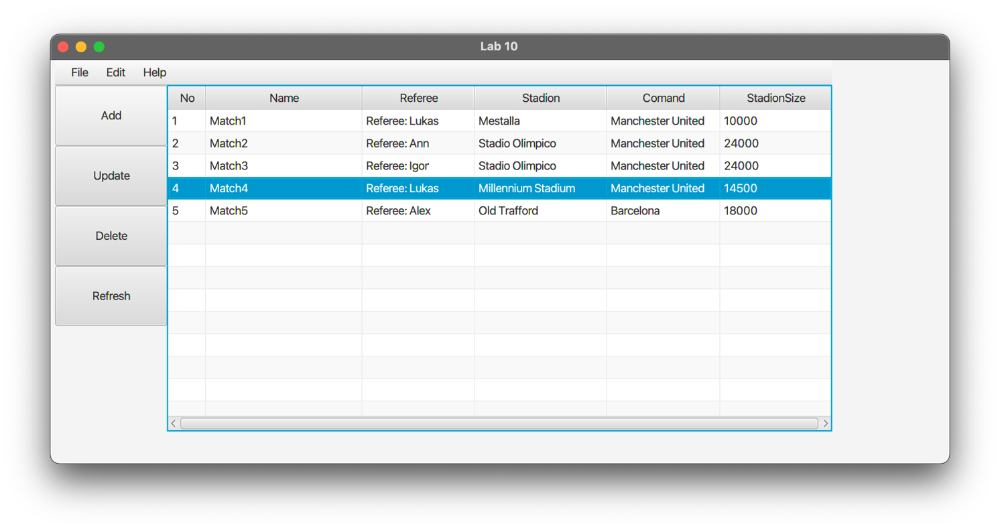 Lab 10
File Edit Help
Add
Update
Delete
Refresh
No Name Referee Stadion Comand StadionSize
1 Match1 Referee: Lukas Mestalla Manchester United 10000
2 Match2 Referee: Ann Stadio Olimpico Manchester United 24000
3 Match3 Referee: Igor Stadio Olimpico Manchester United 24000
4 Match4 Referee: Lukas Millennium Stadium Manchester United 14500
5 Match5 Referee: Alex Old Trafford Barcelona 18000